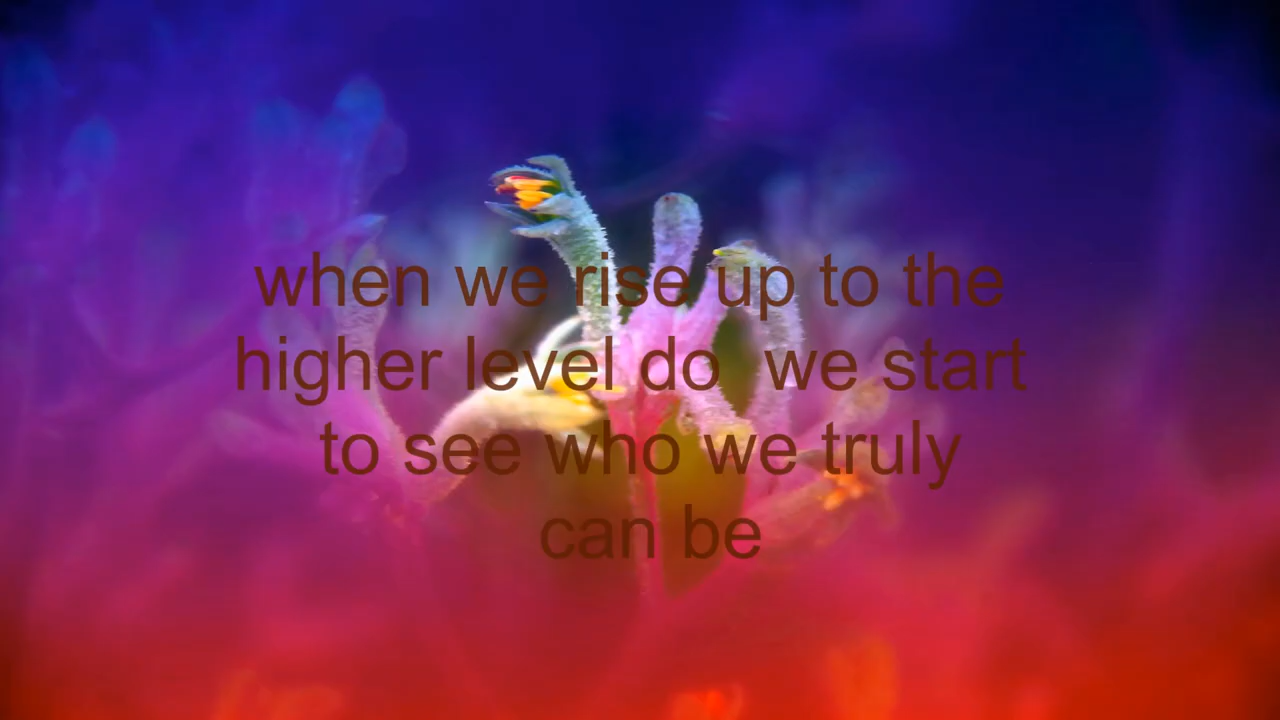 when we rise up to the
higher level do  we start
to see who we truly
can be